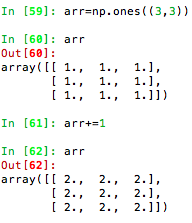 In [59]: arr=np.ones((3,3))
In [60]: arr
Out[60]:
array([[ 1.,  1.,  1.],
       [ 1.,  1.,  1.],
       [ 1.,  1.,  1.]])
In [61]: arr+=1
In [62]: arr
Out[62]:
array([[ 2.,  2.,  2.],
       [ 2.,  2.,  2.],
       [ 2.,  2.,  2.]])